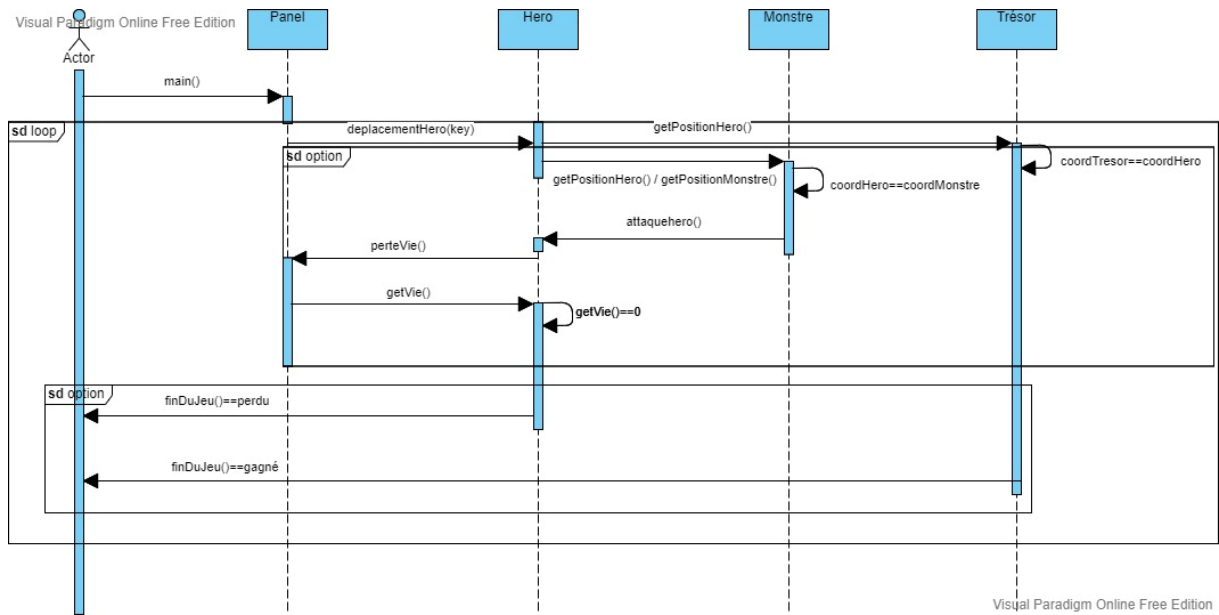 Visual Paradigm Online Free Edition
Actor
Panel
Hero
Monstre
Trésor
main()
sd loop
deplacementHero(key)
getPositionHero()
sd option
coordTresor==coordHero
getPositionHero() / getPositionMonstre()
coordHero==coordMonstre
attaquehero()
perteVie()
getVie()
getVie()==0
sd option
finDuJeu()==perdu
finDuJeu()==gagné
Visual Paradigm Online Free Edition